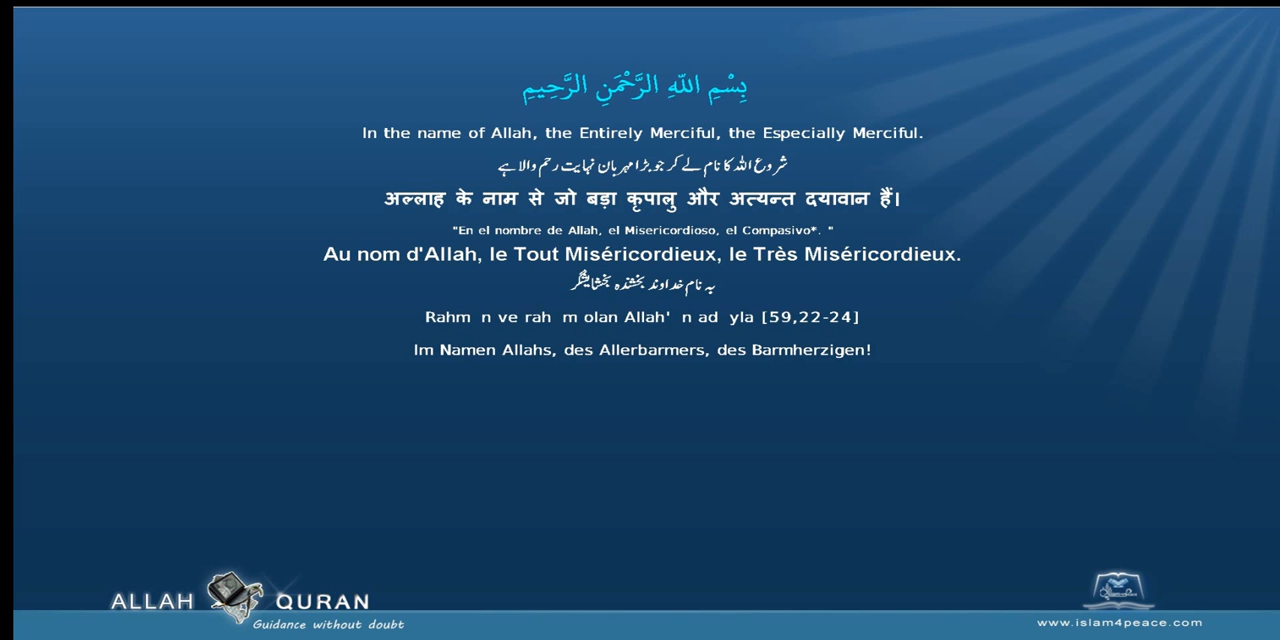 بِسْمِ اللَّهِ الرَّحْمَنِ الرَّحِيمِ
In the name of Allah, the Entirely Merciful, the Especially Merciful.
شروع اللہ کا نام لے کر جو بڑا مہربان نہایت رحم والا ہے
अल्लाह के नाम से जो बड़ा कृपालु और अत्यन्त दयावान हैं।
"En el nombre de Allah, el Misericordioso, el Compasivo*. "
Au nom d'Allah, le Tout Miséricordieux, le Très Miséricordieux.
به نام خداوند بخشنده بخشایشگر
Rahm n ve rah m olan Allah' n ad yla [59,22-24]
Im Namen Allahs, des Allerbarmers, des Barmherzigen!
ALLAH QURAN
Guidance without doubt
www.islam4peace.com